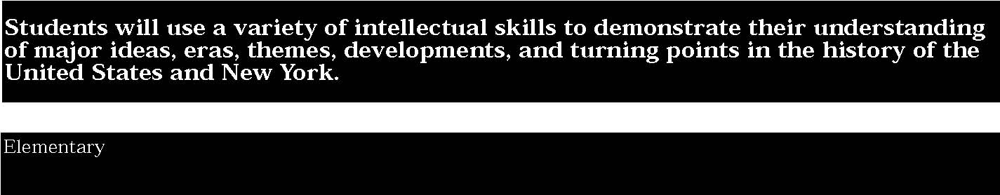 Students will use a variety of intellectual skills to demonstrate their understanding
of major ideas, eras, themes, developments, and turning points in the history of the
United States and New York.
Elementary